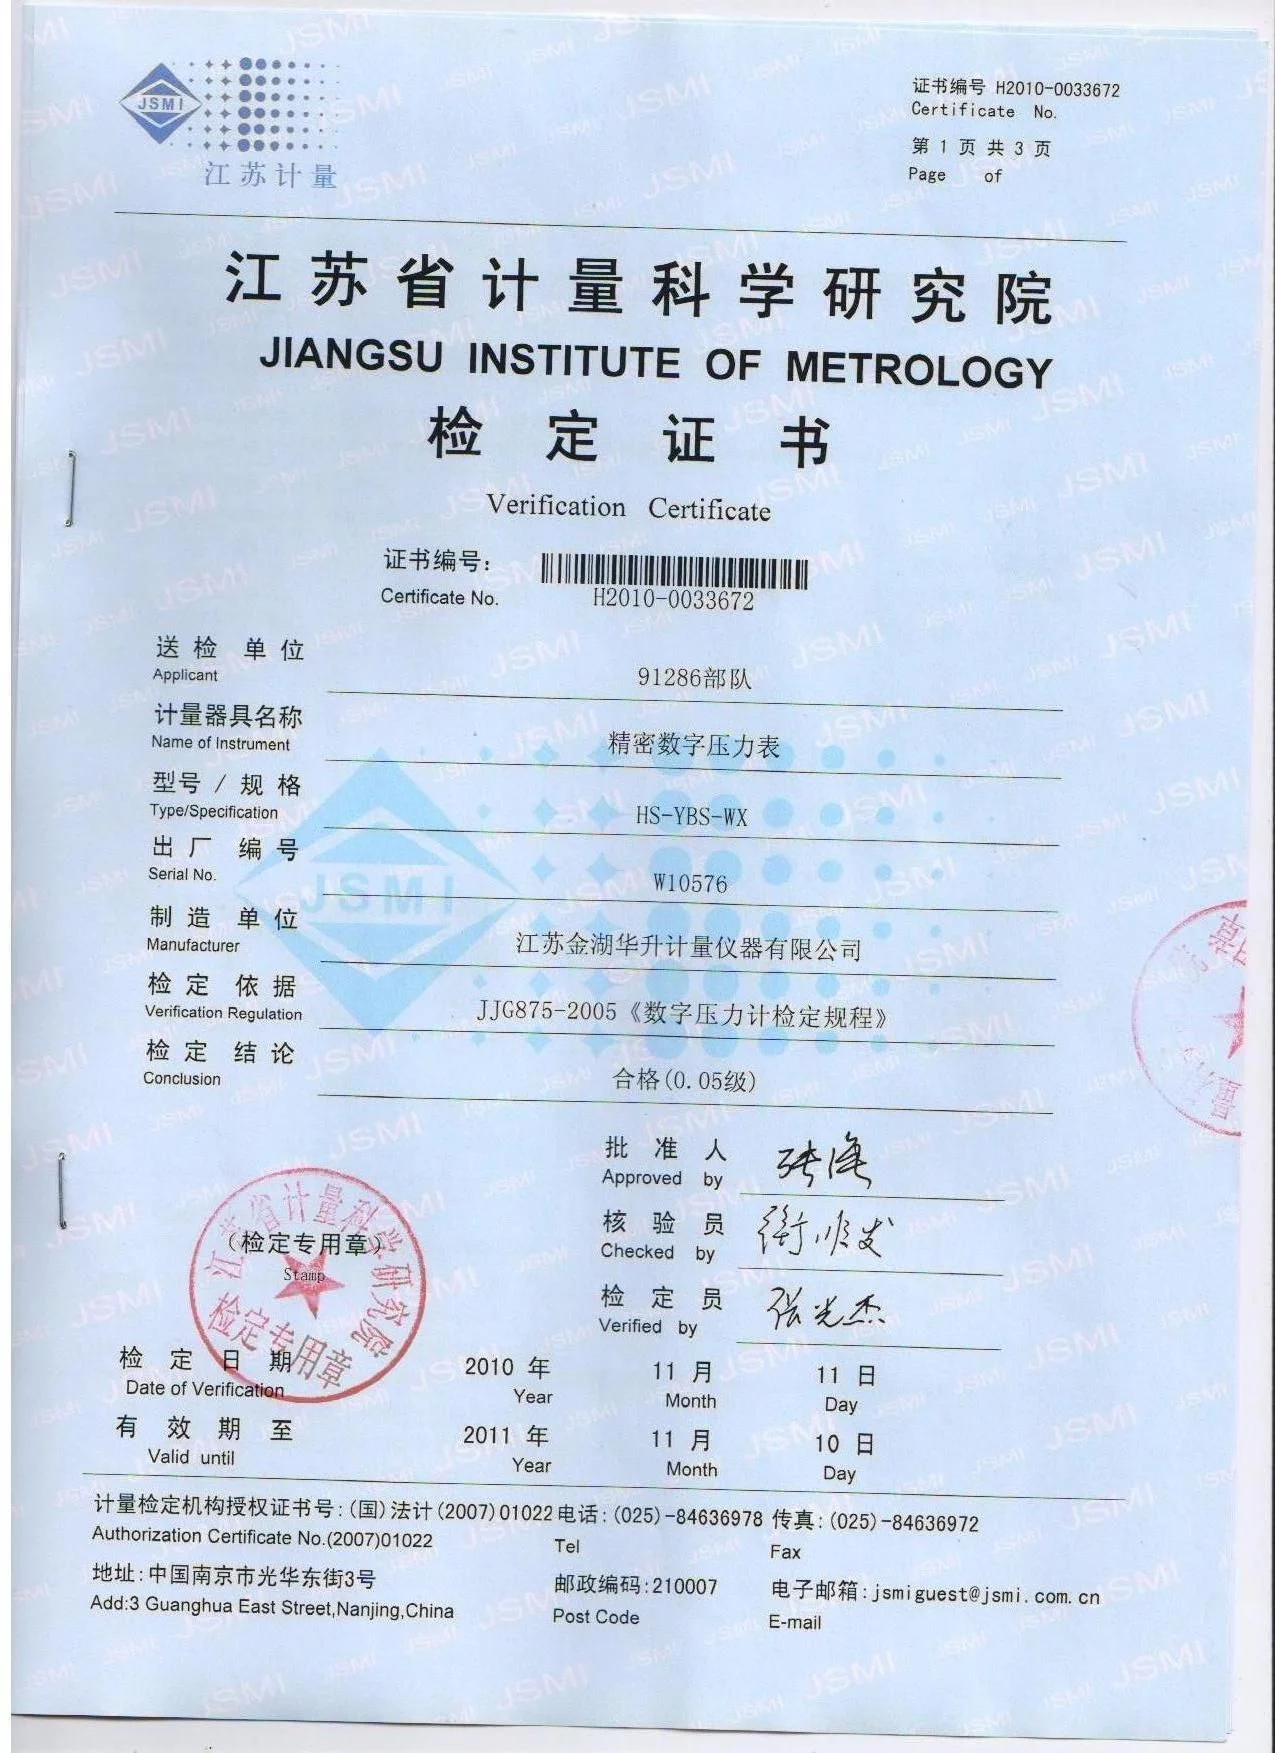 JSMI
江苏计量
证书编号 H2010-0033672
Certificate No.
第 1 页 共 3 页
Page of
江苏省计量科学研究院
JIANGSU INSTITUTE OF METROLOGY
检定证书
Verification Certificate
证书编号：
Certificate No.
H2010-0033672
送检单位 91286部队
Applicant
计量器具名称 精密数字压力表
Name of Instrument
型号/规格 HS-YBS-WX
Type/Specification
出厂编号 W10576
Serial No.
制造单位 江苏金湖华升计量仪器有限公司
Manufacturer
检定依据 JJG875-2005《数字压力计检定规程》
Verification Regulation
检定结论 合格(0.05级)
Conclusion
批准人
Approved by
核验员
Checked by
检定员 张光杰
Verified by
江苏省计量科学研究院
（检定专用章）
Stamp
检定专用章
检定日期 2010 年 11 月 11 日
Date of Verification Year Month Day
有效期至 2011 年 11 月 10 日
Valid until Year Month Day
计量检定机构授权证书号:(国)法计(2007)01022 电话:(025)-84636978 传真:(025)-84636972
Authorization Certificate No.(2007)01022 Tel Fax
地址:中国南京市光华东街3号 邮政编码:210007 电子邮箱:jsmiguest@jsmi.com.cn
Add:3 Guanghua East Street,Nanjing,China Post Code E-mail